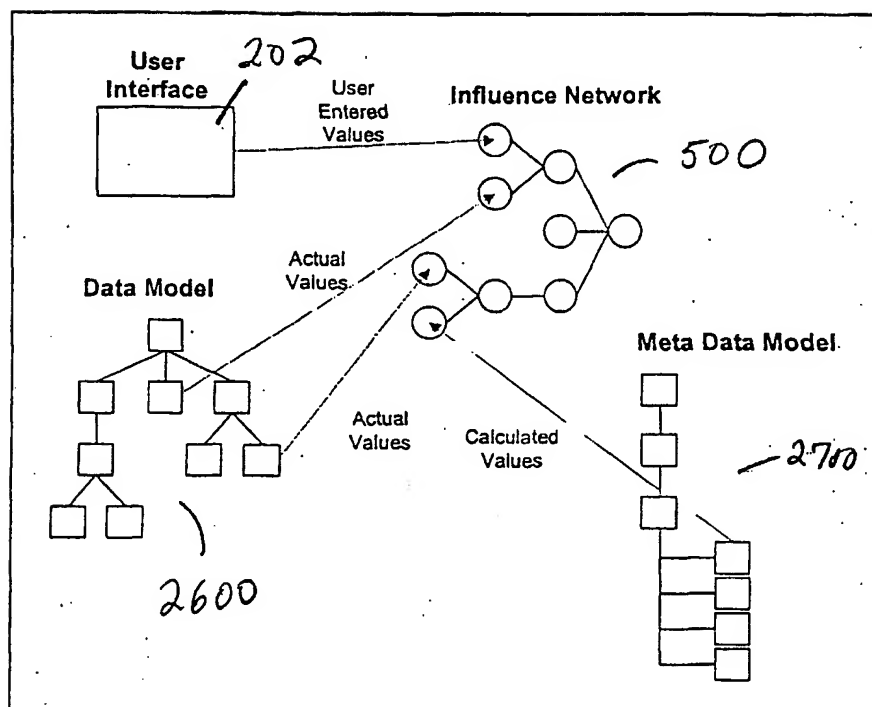 User
Interface
202
User
Entered
Values
Influence Network
500
Actual
Values
Data Model
Meta Data Model
Actual
Values
Calculated
Values
2700
2600